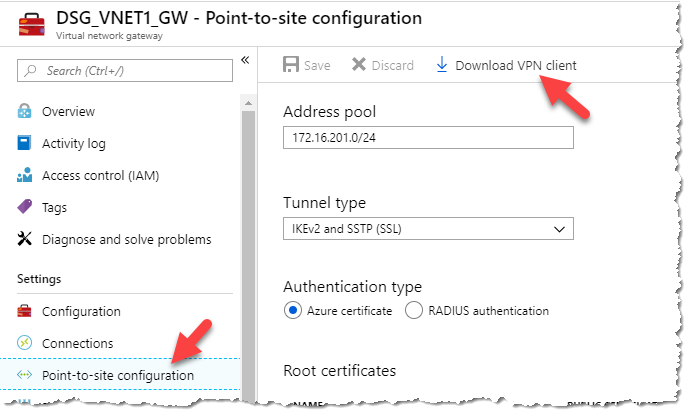 DSG_VNET1_GW - Point-to-site configuration
Virtual network gateway
Search (Ctrl+/)
«
Overview
Activity log
Access control (IAM)
Tags
Diagnose and solve problems
Settings
Configuration
Connections
Point-to-site configuration
Save
Discard
Download VPN client
Address pool
172.16.201.0/24
Tunnel type
IKEv2 and SSTP (SSL)
Authentication type
Azure certificate
RADIUS authentication
Root certificates